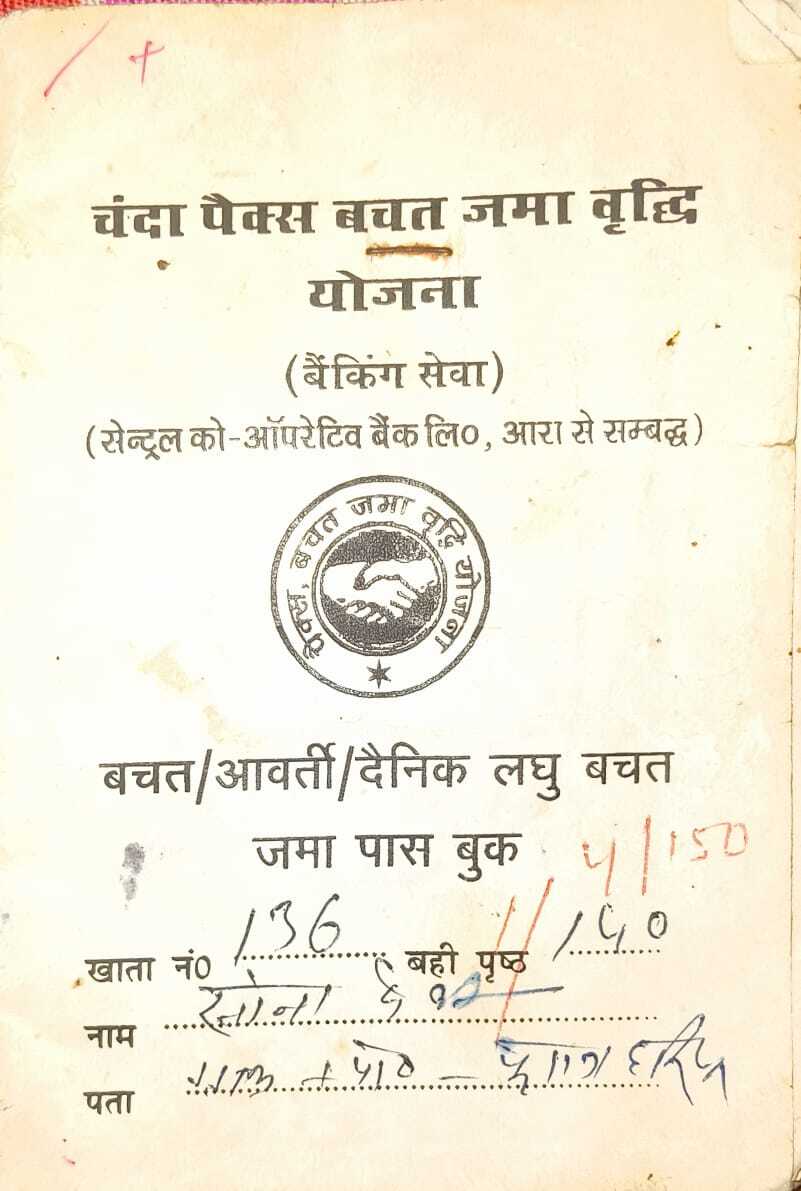 चंदा पैक्स बचत जमा वृद्धि
योजना
(बैंकिंग सेवा)
(सेन्ट्रल को-ऑपरेटिव बैंक लि०, आरा से सम्बद्ध)
पैक्स, बचत जमा वृद्धि योजना
बचत/आवर्ती/दैनिक लघु बचत
जमा पास बुक
खाता नं० 136 बही पृष्ठ
नाम
पता